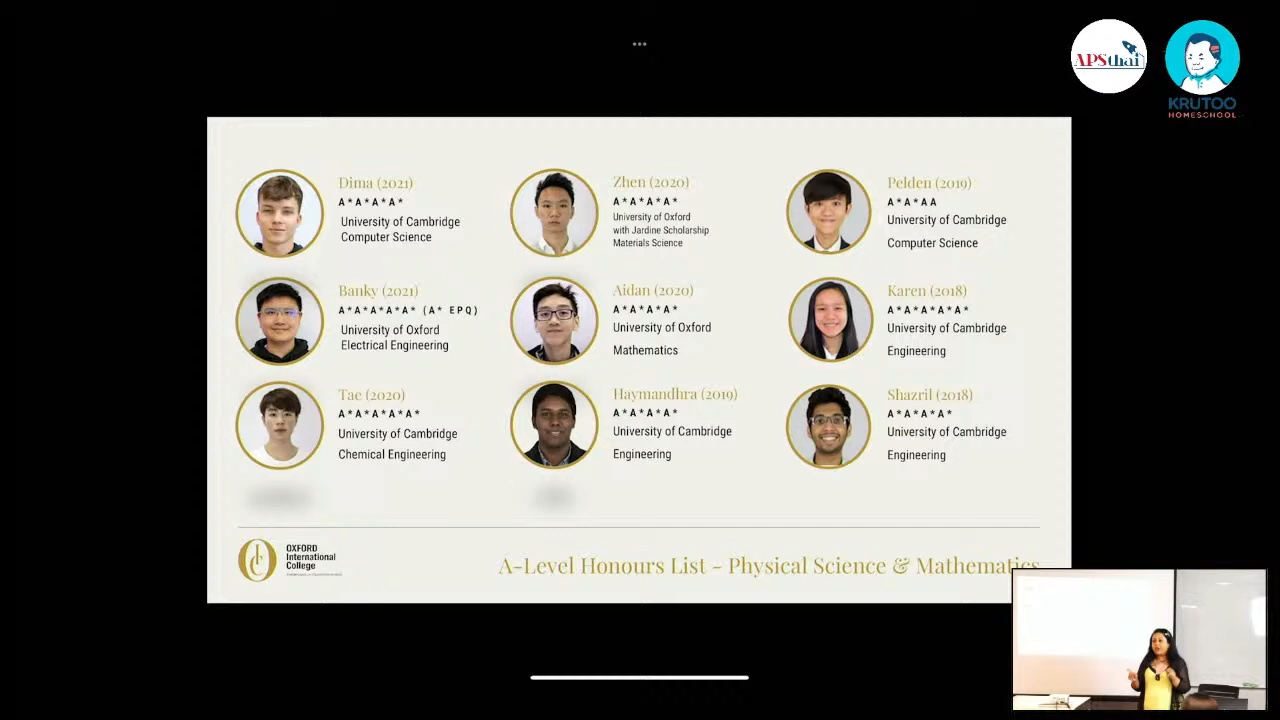 •••
APSthai
KRUTOO
HOMESCHOOL
Dima (2021)
A*A*A*A*
University of Cambridge
Computer Science
Zhen (2020)
A*A*A*A*
University of Oxford
with Jardine Scholarship
Materials Science
Pelden (2019)
A*A*AA
University of Cambridge
Computer Science
Banky (2021)
A*A*A*A*A* (A* EPQ)
University of Oxford
Electrical Engineering
Aidan (2020)
A*A*A*A*
University of Oxford
Mathematics
Karen (2018)
A*A*A*A*A*
University of Cambridge
Engineering
Tae (2020)
A*A*A*A*A*
University of Cambridge
Chemical Engineering
Haymandhra (2019)
A*A*A*A*
University of Cambridge
Engineering
Shazril (2018)
A*A*A*A*
University of Cambridge
Engineering
OXFORD
International
College
A-Level Honours List - Physical Science & Mathematics